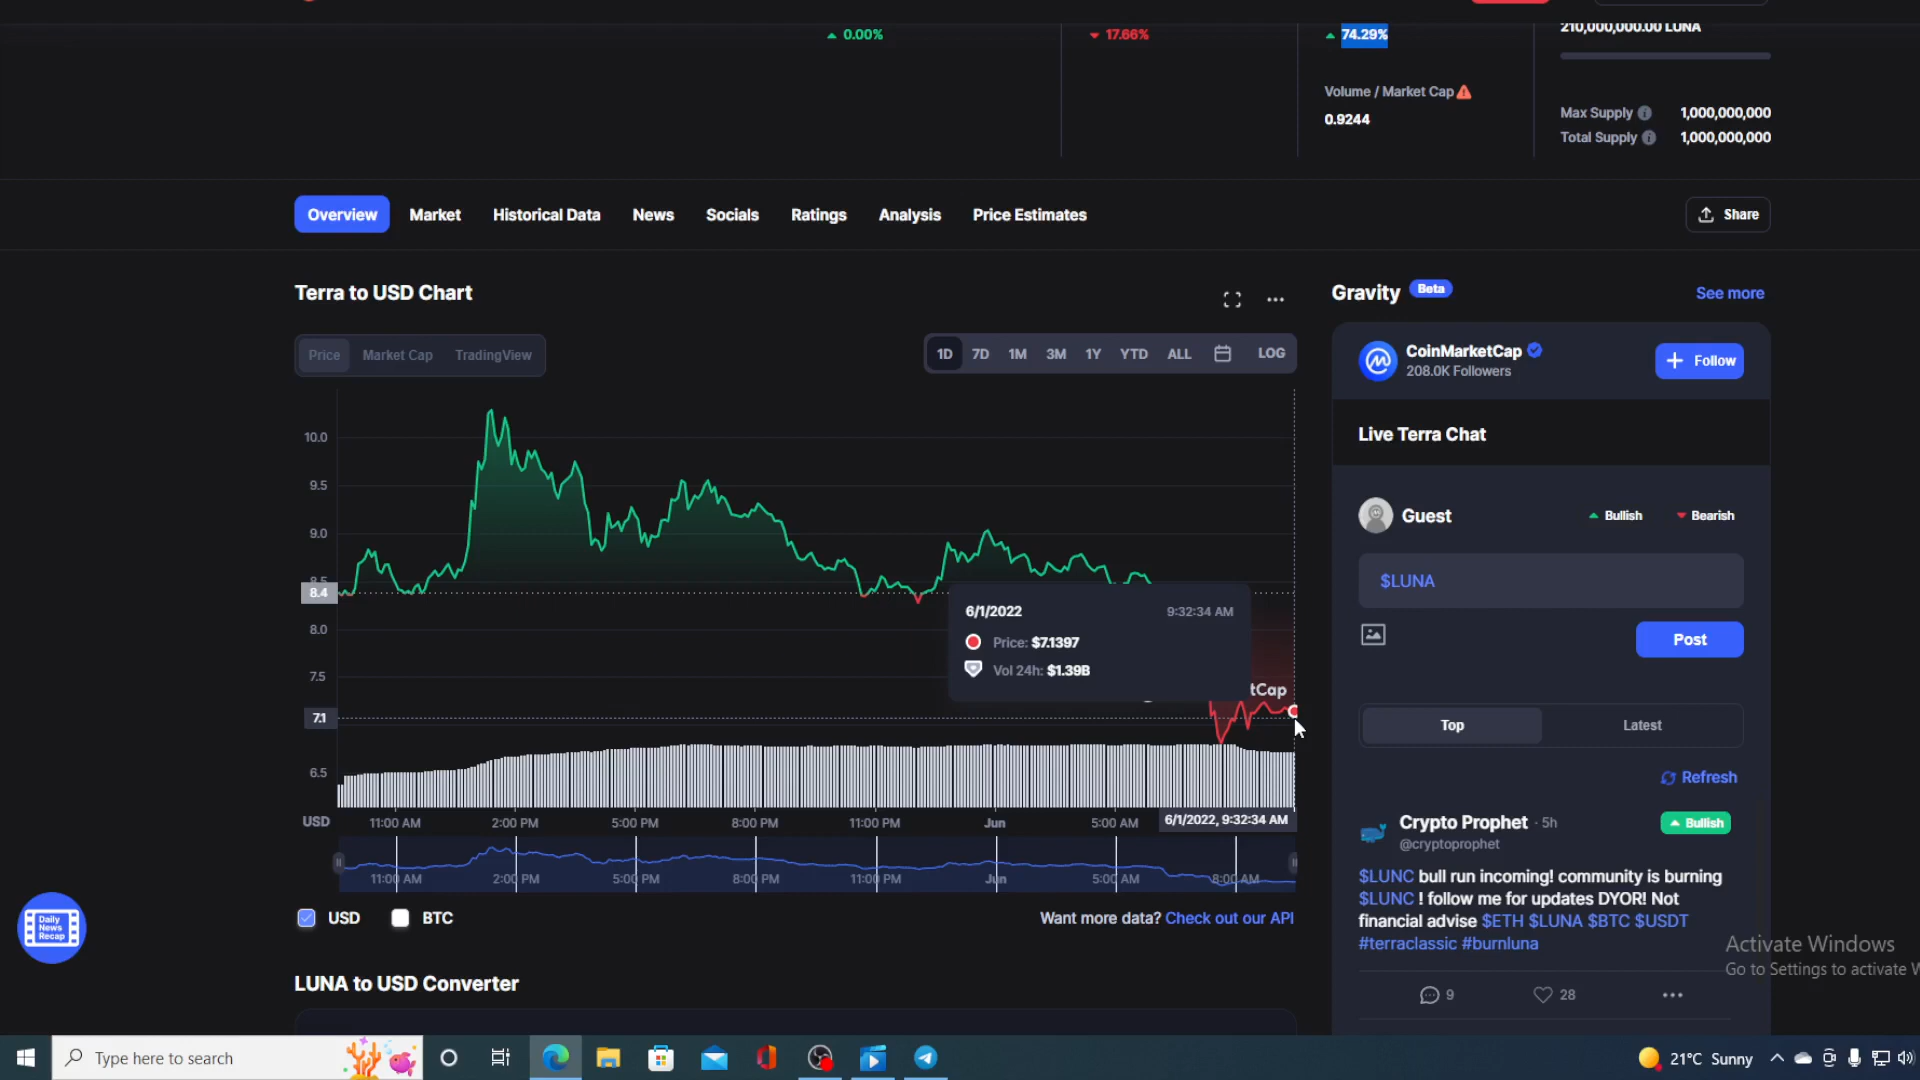 0.00%
17.66%
74.29%
210,000,000.00 LUNA
Volume / Market Cap
0.9244
Max Supply 1,000,000,000
Total Supply 1,000,000,000
Overview Market Historical Data News Socials Ratings Analysis Price Estimates
Share
Terra to USD Chart
Price Market Cap TradingView
1D 7D 1M 3M 1Y YTD ALL LOG
10.0
9.5
9.0
8.5
8.4
8.0
7.5
7.1
6.5
6/1/2022 9:32:34 AM
Price: $7.1397
Vol 24h: $1.39B
tCap
USD 11:00 AM 2:00 PM 5:00 PM 8:00 PM 11:00 PM Jun 5:00 AM 6/1/2022, 9:32:34 AM
11:00 AM 2:00 PM 5:00 PM 8:00 PM 11:00 PM Jun 5:00 AM 8:00 AM
USD BTC
Want more data? Check out our API
LUNA to USD Converter
Gravity Beta
See more
CoinMarketCap
208.0K Followers
+ Follow
Live Terra Chat
Guest
Bullish Bearish
$LUNA
Post
Top Latest
Refresh
Crypto Prophet · 5h
@cryptoprophet
Bullish
$LUNC bull run incoming! community is burning
$LUNC ! follow me for updates DYOR! Not
financial advise $ETH $LUNA $BTC $USDT
#terraclassic #burnluna
9 28
Activate Windows
Go to Settings to activate W
Daily
News
Recap
Type here to search
21°C Sunny